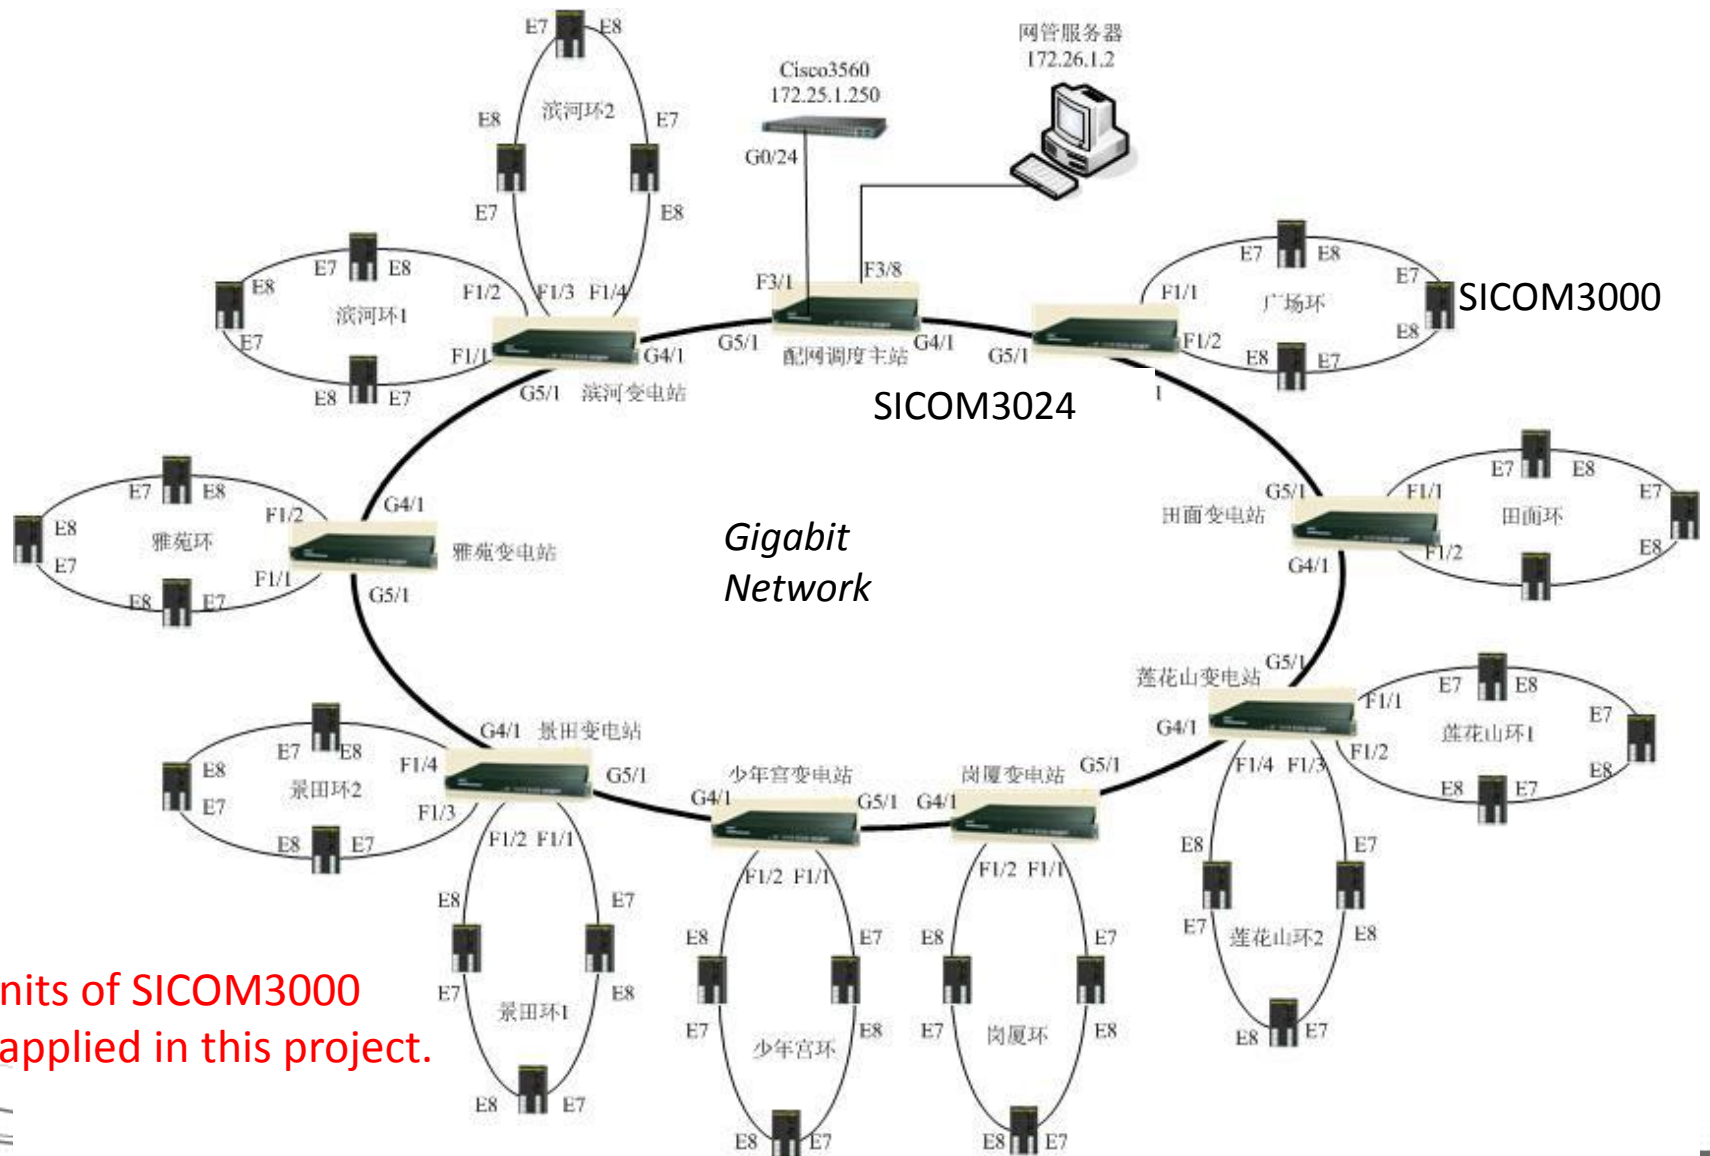 E7
E8
滨河环2
E8
E7
E7
E8
Cisco3560
172.25.1.250
G0/24
网管服务器
172.26.1.2
E7
E8
E8
E7
滨河环1
E8
E7
F1/2
F1/1
F1/3
F1/4
G4/1
G5/1
滨河变电站
F3/1
F3/8
G5/1
G4/1
配网调度主站
SICOM3024
G5/1
F1/1
F1/2
1
E7
E8
E7
广场环
E8
E8
E7
SICOM3000
E7
E8
E8
E7
雅苑环
E8
E7
F1/2
F1/1
G4/1
雅苑变电站
G5/1
Gigabit
Network
G5/1
田面变电站
G4/1
F1/1
F1/2
E7
E8
E7
田面环
E8
G5/1
莲花山变电站
G4/1
F1/1
F1/2
F1/4
F1/3
E7
E8
E7
莲花山环1
E8
E8
E7
E8
E7
E7
莲花山环2
E8
E8
E7
G4/1
景田变电站
G5/1
F1/4
F1/3
F1/2
F1/1
E7
E8
E8
景田环2
E7
E8
E7
E8
E7
E7
E8
景田环1
E8
E7
少年宫变电站
G4/1
G5/1
F1/2
F1/1
E8
E7
E7
E8
少年宫环
E8
E7
岗厦变电站
G4/1
G5/1
F1/2
F1/1
E8
E7
E7
E8
岗厦环
E8
E7
nits of SICOM3000
applied in this project.